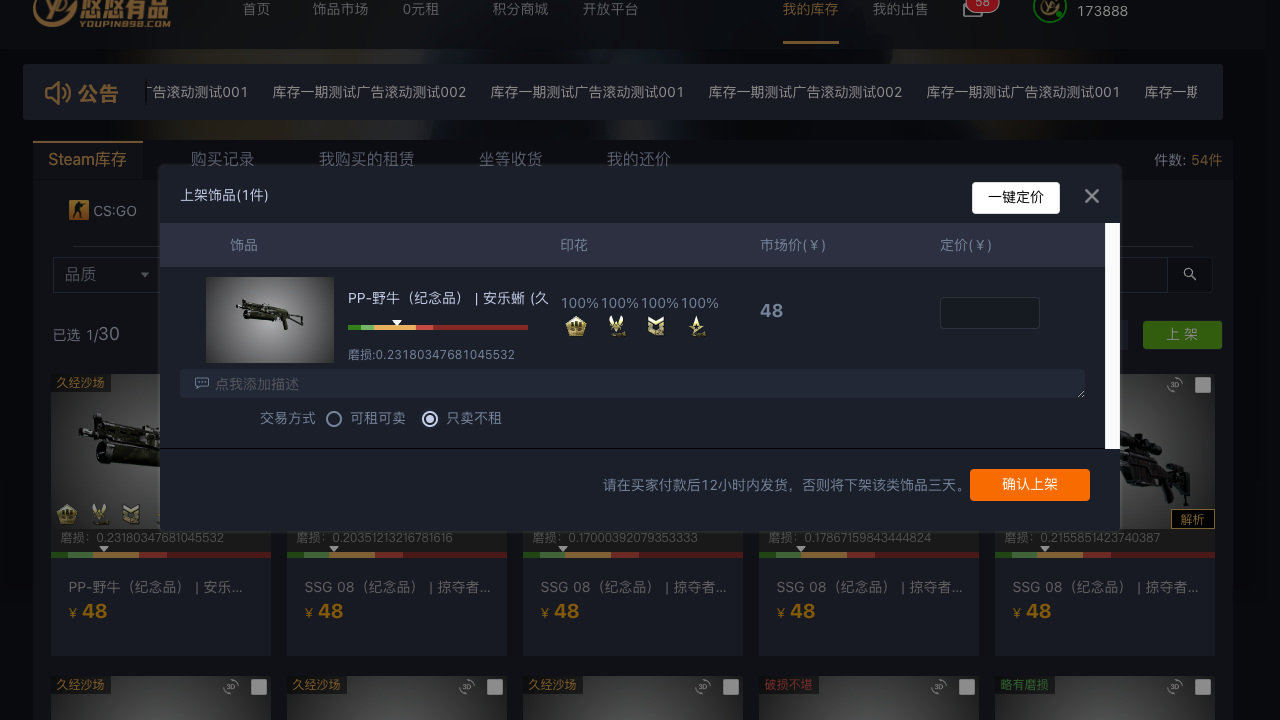 悠悠有品
YOUPIN898.COM
首页
饰品市场
0元租
积分商城
开放平台
我的库存
我的出售
58
173888
公告
广告滚动测试001
库存一期测试广告滚动测试002
库存一期测试广告滚动测试001
库存一期测试广告滚动测试002
库存一期测试广告滚动测试001
库存一期
Steam库存
购买记录
我购买的租赁
坐等收货
我的还价
件数: 54件
上架饰品(1件)
一键定价
CS:GO
饰品
印花
市场价(￥)
定价(￥)
品质
PP-野牛（纪念品） | 安乐蜥 (久
100%
100%
100%
100%
48
磨损:0.23180347681045532
已选 1/30
上 架
点我添加描述
久经沙场
3D
交易方式
可租可卖
只卖不租
请在买家付款后12小时内发货，否则将下架该类饰品三天。
确认上架
解析
磨损：0.23180347681045532
磨损：0.20351213216781616
磨损：0.17000392079353333
磨损：0.17867159843444824
磨损：0.2155851423740387
PP-野牛（纪念品） | 安乐...
SSG 08（纪念品） | 掠夺者...
SSG 08（纪念品） | 掠夺者...
SSG 08（纪念品） | 掠夺者...
SSG 08（纪念品） | 掠夺者...
￥ 48
￥ 48
￥ 48
￥ 48
￥ 48
久经沙场
3D
久经沙场
3D
久经沙场
3D
破损不堪
3D
略有磨损
3D